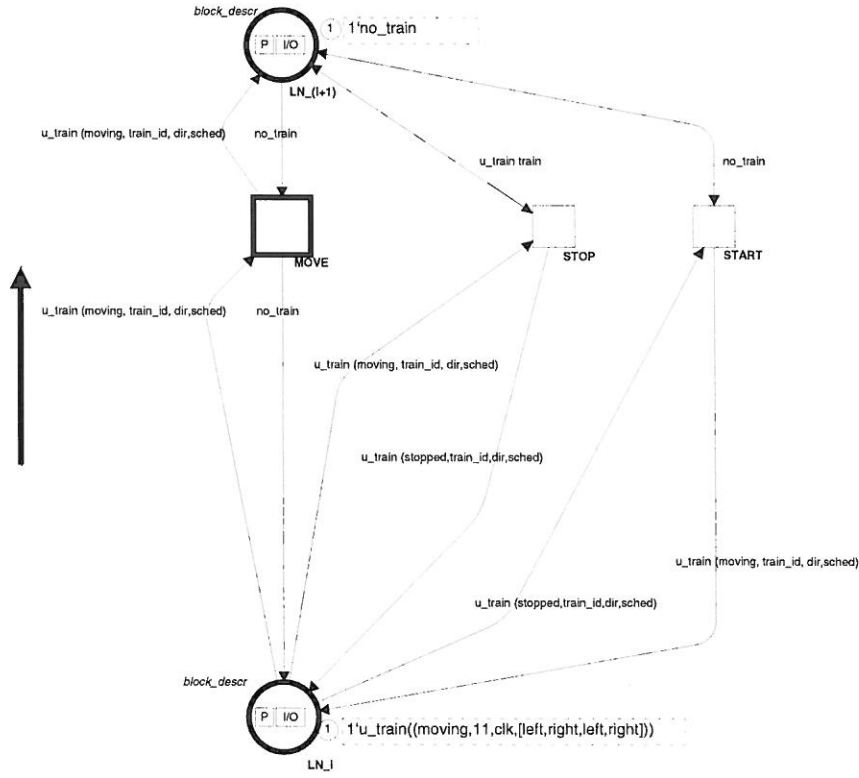 block_descr
1 1`no_train
P I/O
LN_(i+1)
u_train (moving, train_id, dir,sched)
no_train
u_train train
no_train
MOVE
STOP
START
u_train (moving, train_id, dir,sched)
no_train
u_train (moving, train_id, dir,sched)
u_train (stopped,train_id,dir,sched)
u_train (moving, train_id, dir,sched)
u_train (stopped,train_id,dir,sched)
block_descr
P I/O
1 1`u_train((moving,11,clk,[left,right,left,right]))
LN_i